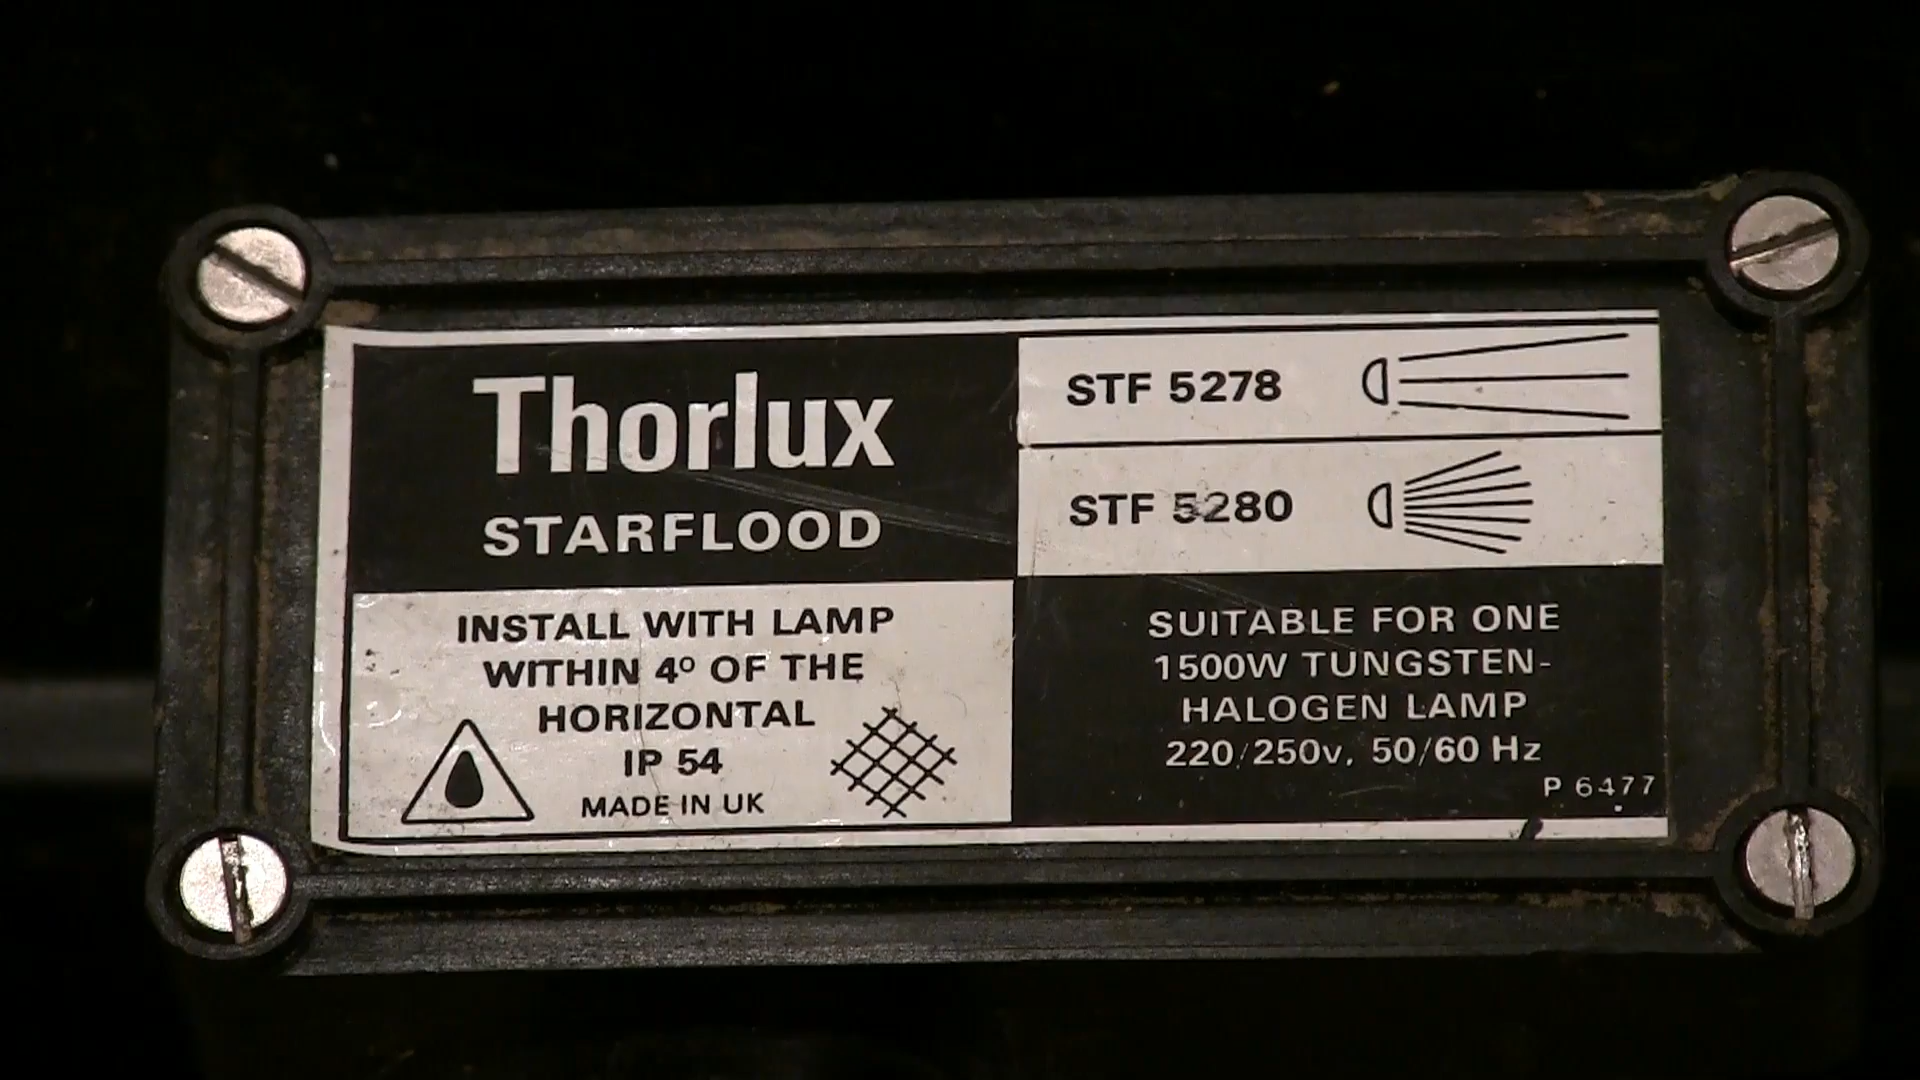 Thorlux
STARFLOOD
STF 5278
STF 5280
INSTALL WITH LAMP
WITHIN 4º OF THE
HORIZONTAL
IP 54
MADE IN UK
SUITABLE FOR ONE
1500W TUNGSTEN-
HALOGEN LAMP
220/250v. 50/60 Hz
P 6477